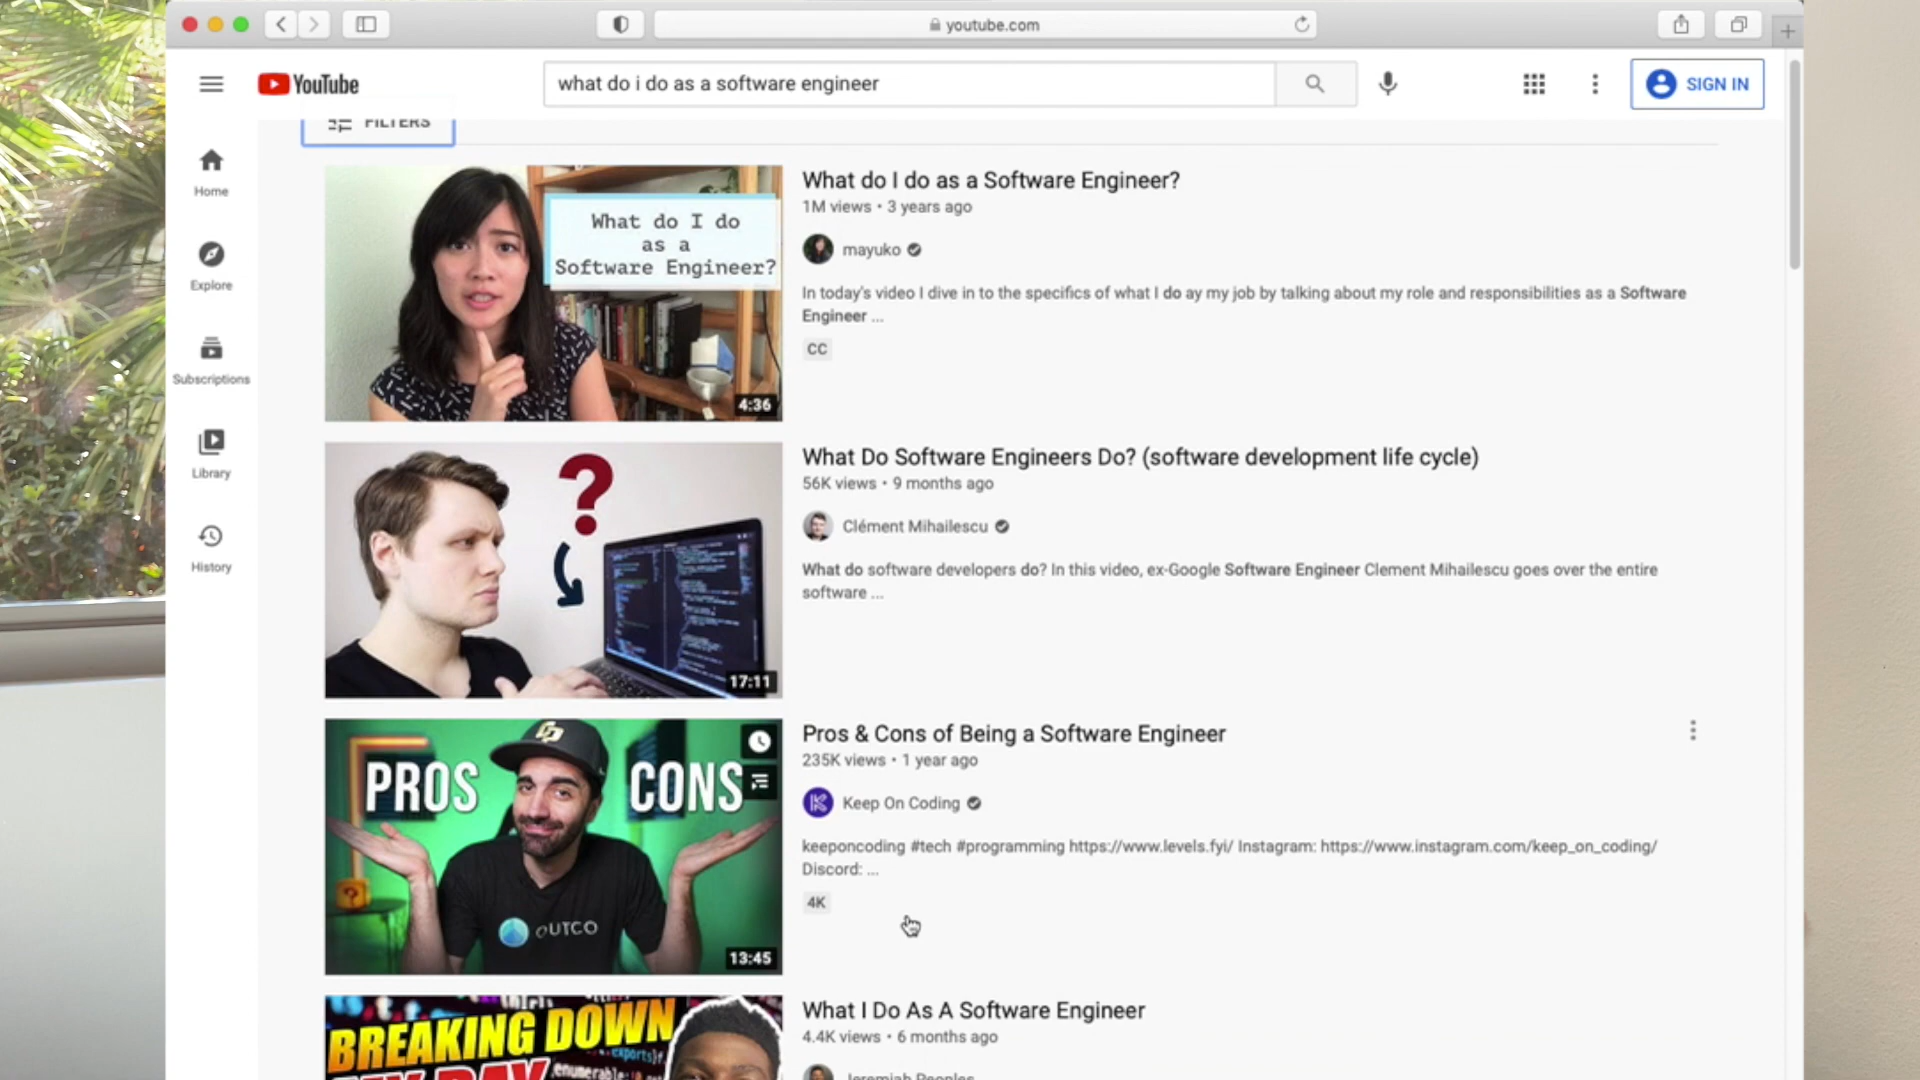 youtube.com
YouTube
what do i do as a software engineer
SIGN IN
FILTERS
Home
Explore
Subscriptions
Library
History
What do I do
as a
Software Engineer?
4:36
What do I do as a Software Engineer?
1M views • 3 years ago
mayuko
In today's video I dive in to the specifics of what I do ay my job by talking about my role and responsibilities as a Software
Engineer ...
CC
?
17:11
What Do Software Engineers Do? (software development life cycle)
56K views • 9 months ago
Clément Mihailescu
What do software developers do? In this video, ex-Google Software Engineer Clement Mihailescu goes over the entire
software ...
PROS CONS
OUTCO
13:45
Pros & Cons of Being a Software Engineer
235K views • 1 year ago
Keep On Coding
keeponcoding #tech #programming https://www.levels.fyi/ Instagram: https://www.instagram.com/keep_on_coding/
Discord: ...
4K
BREAKING DOWN
MY DAY
What I Do As A Software Engineer
4.4K views • 6 months ago
Jeremiah Peoples